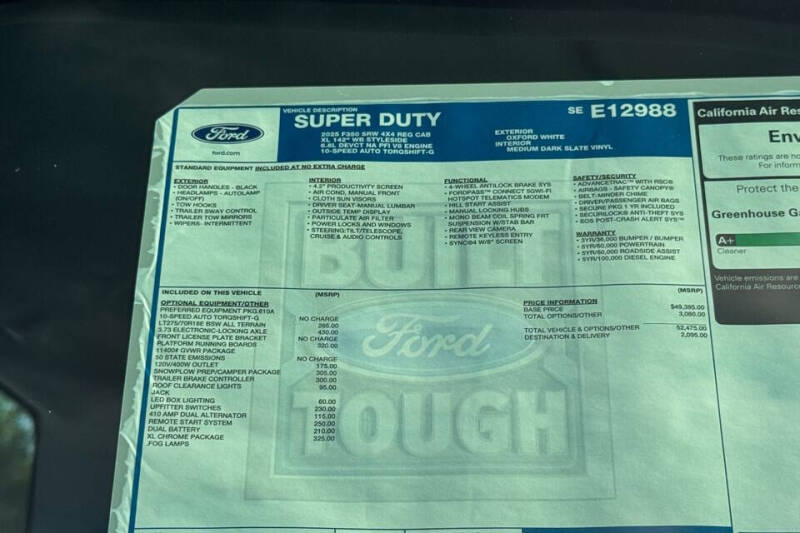 Ford
ford.com
VEHICLE DESCRIPTION
SUPER DUTY
2025 F350 SRW 4X4 REG CAB
XL 142" WB STYLESIDE
6.8L DEVCT NA PFI V8 ENGINE
10-SPEED AUTO TORQSHIFT-G
EXTERIOR
OXFORD WHITE
INTERIOR
MEDIUM DARK SLATE VINYL
SE E12988
STANDARD EQUIPMENT INCLUDED AT NO EXTRA CHARGE
EXTERIOR
• DOOR HANDLES - BLACK
• HEADLAMPS - AUTOLAMP
(ON/OFF)
• TOW HOOKS
• TRAILER SWAY CONTROL
• TRAILER TOW MIRRORS
• WIPERS- INTERMITTENT
INTERIOR
• 4.2" PRODUCTIVITY SCREEN
• AIR COND, MANUAL FRONT
• CLOTH SUN VISORS
• DRIVER SEAT-MANUAL LUMBAR
• OUTSIDE TEMP DISPLAY
• PARTICULATE AIR FILTER
• POWER LOCKS AND WINDOWS
• STEERING:TILT/TELESCOPE,
CRUISE & AUDIO CONTROLS
FUNCTIONAL
• 4-WHEEL ANTILOCK BRAKE SYS
• FORDPASS™ CONNECT 5GWI-FI
HOTSPOT TELEMATICS MODEM
• HILL START ASSIST
• MANUAL LOCKING HUBS
• MONO BEAM COIL SPRING FRT
SUSPENSION W/STAB BAR
• REAR VIEW CAMERA
• REMOTE KEYLESS ENTRY
• SYNC®4 W/8" SCREEN
SAFETY/SECURITY
• ADVANCETRAC™ WITH RSC®
• AIRBAGS - SAFETY CANOPY®
• BELT-MINDER CHIME
• DRIVER/PASSENGER AIR BAGS
• SECURE PKG 1 YR INCLUDED
• SECURILOCK® ANTI-THEFT SYS
• SOS POST-CRASH ALERT SYS™
WARRANTY
• 3YR/36,000 BUMPER / BUMPER
• 5YR/60,000 POWERTRAIN
• 5YR/60,000 ROADSIDE ASSIST
• 5YR/100,000 DIESEL ENGINE
INCLUDED ON THIS VEHICLE
(MSRP)
OPTIONAL EQUIPMENT/OTHER
PREFERRED EQUIPMENT PKG.610A
10-SPEED AUTO TORQSHIFT-G NO CHARGE
LT275/70R18E BSW ALL TERRAIN 265.00
3.73 ELECTRONIC-LOCKING AXLE 430.00
FRONT LICENSE PLATE BRACKET NO CHARGE
PLATFORM RUNNING BOARDS 320.00
11400# GVWR PACKAGE
50 STATE EMISSIONS NO CHARGE
120V/400W OUTLET 175.00
SNOWPLOW PREP/CAMPER PACKAGE 305.00
TRAILER BRAKE CONTROLLER 300.00
ROOF CLEARANCE LIGHTS 95.00
JACK
LED BOX LIGHTING 60.00
UPFITTER SWITCHES 230.00
410 AMP DUAL ALTERNATOR 115.00
REMOTE START SYSTEM 250.00
DUAL BATTERY 210.00
XL CHROME PACKAGE 325.00
.FOG LAMPS
PRICE INFORMATION
(MSRP)
BASE PRICE $49,395.00
TOTAL OPTIONS/OTHER 3,080.00
TOTAL VEHICLE & OPTIONS/OTHER 52,475.00
DESTINATION & DELIVERY 2,095.00
BUILT
Ford
TOUGH
California Air Res
Env
These ratings are no
For inform
Protect the
Greenhouse Ga
A+
Cleaner
Vehicle emissions are
California Air Resourc